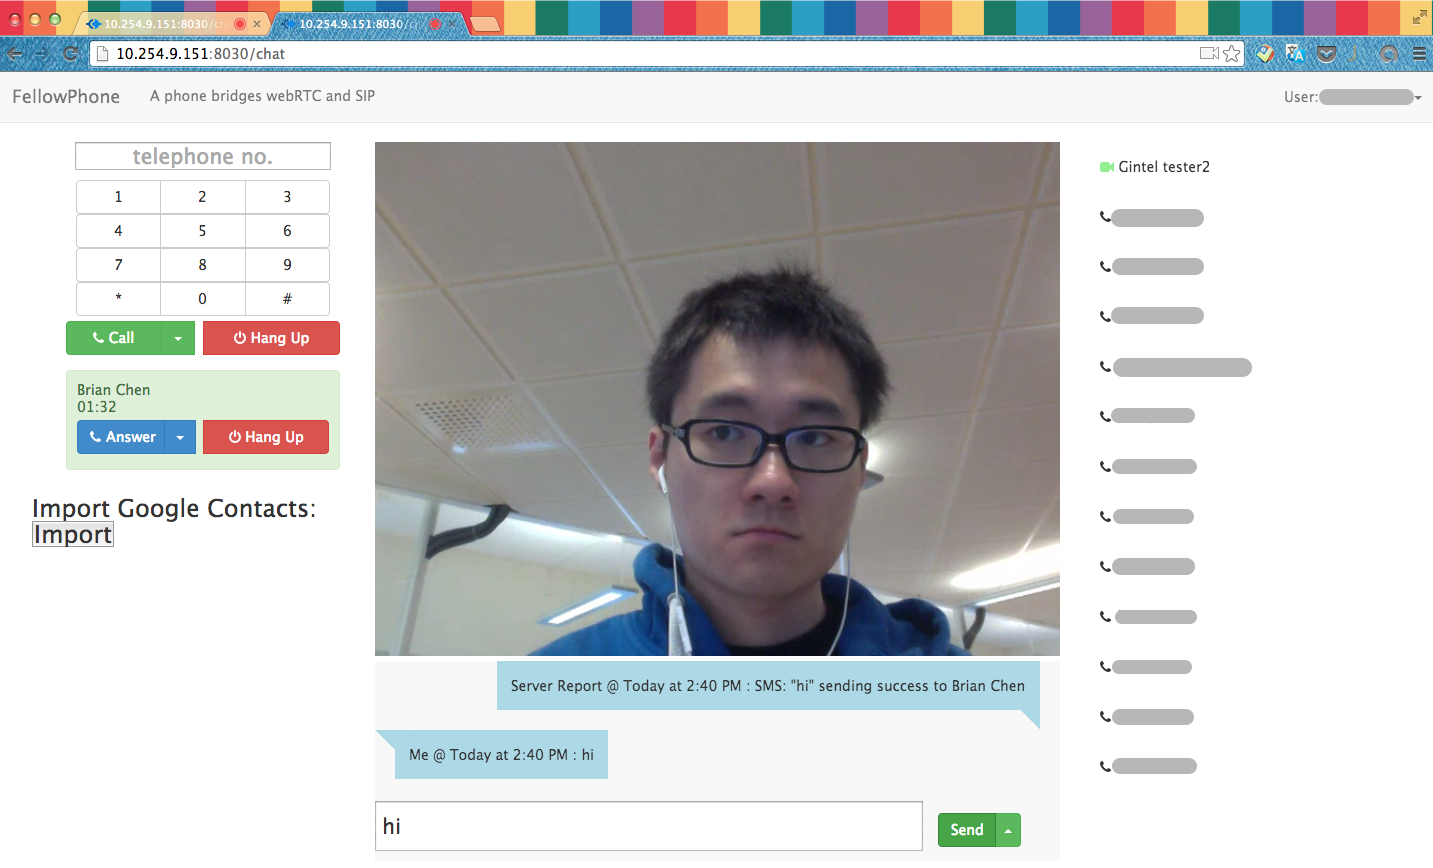 10.254.9.151:8030/ch
10.254.9.151:8030/ch
10.254.9.151:8030/chat
FellowPhone
A phone bridges webRTC and SIP
User:
telephone no.
1 2 3
4 5 6
7 8 9
* 0 #
Call
Hang Up
Brian Chen
01:32
Answer
Hang Up
Import Google Contacts:
Import
Server Report @ Today at 2:40 PM : SMS: "hi" sending success to Brian Chen
Me @ Today at 2:40 PM : hi
hi
Send
Gintel tester2